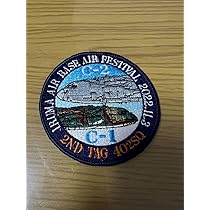 IRUMA AIR BASE AIR FESTIVAL 2022.11.3
C-2
C-1
2ND TAG 402SQ